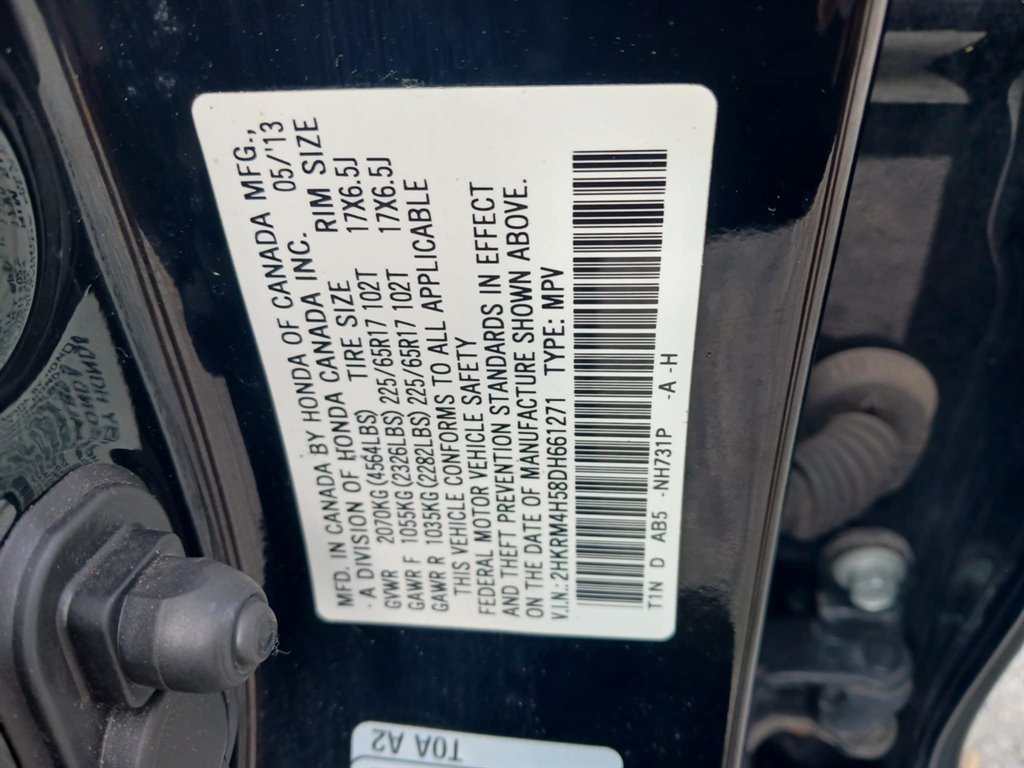 MFD. IN CANADA BY HONDA OF CANADA MFG.,
- A DIVISION OF HONDA CANADA INC. 05/'13
GVWR 2070KG (4564LBS) TIRE SIZE RIM SIZE
GAWR F 1055KG (2326LBS) 225/65R17 102T 17X6.5J
GAWR R 1035KG (2282LBS) 225/65R17 102T 17X6.5J
THIS VEHICLE CONFORMS TO ALL APPLICABLE
FEDERAL MOTOR VEHICLE SAFETY
AND THEFT PREVENTION STANDARDS IN EFFECT
ON THE DATE OF MANUFACTURE SHOWN ABOVE.
V.I.N.:2HKRM4H58DH661271 TYPE: MPV
T1N D AB5 -NH731P -A -H
T0A A2